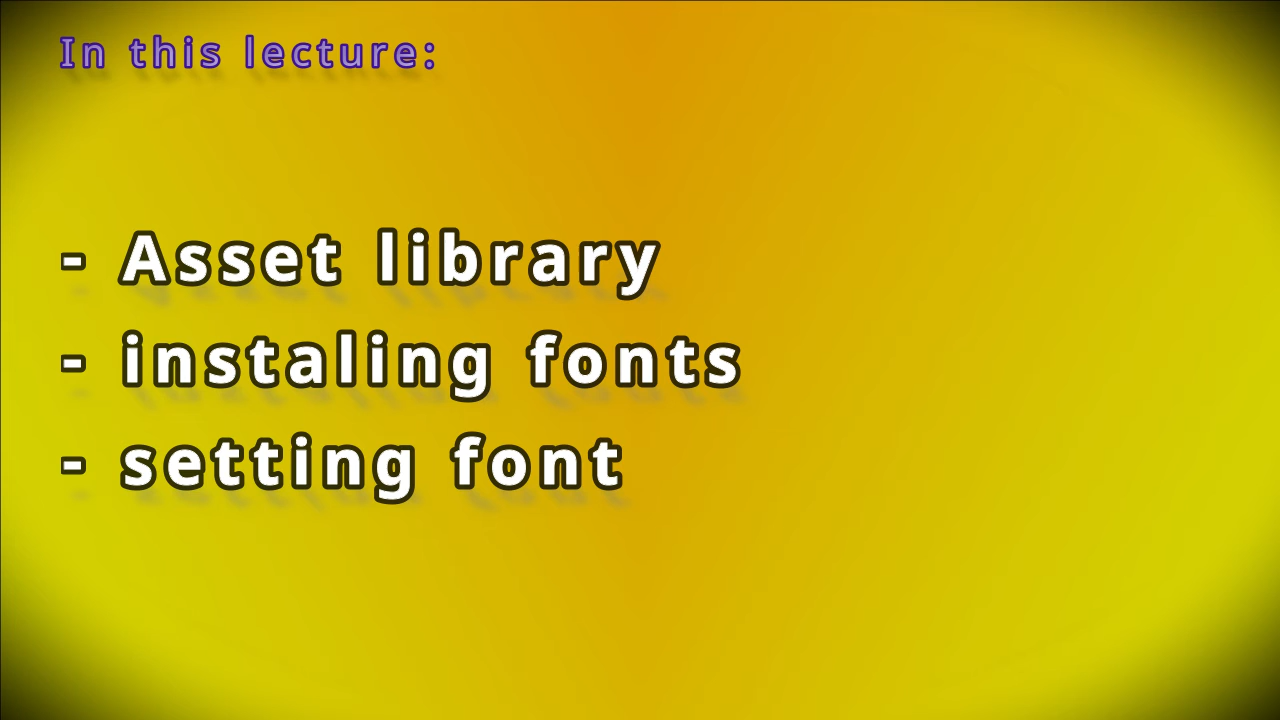 In this lecture:
- Asset library
- instaling fonts
- setting font